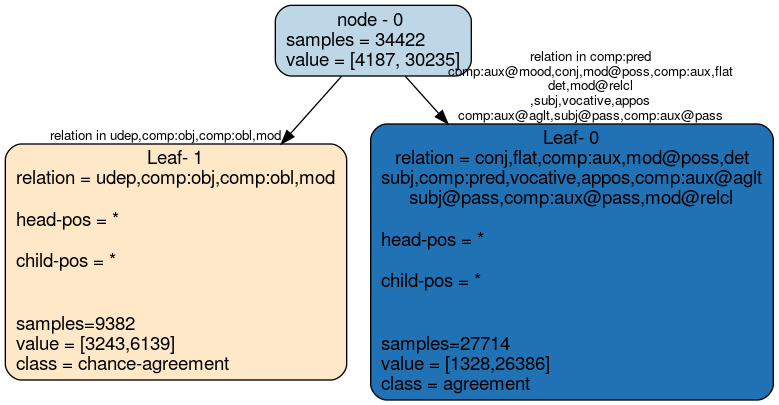 node - 0
samples = 34422
value = [4187, 30235]
relation in comp:pred
comp:aux@mood,conj,mod@poss,comp:aux,flat
det,mod@relcl
,subj,vocative,appos
comp:aux@aglt,subj@pass,comp:aux@pass
relation in udep,comp:obj,comp:obl,mod
Leaf- 1
relation = udep,comp:obj,comp:obl,mod
head-pos = *
child-pos = *
samples=9382
value = [3243,6139]
class = chance-agreement
Leaf- 0
relation = conj,flat,comp:aux,mod@poss,det
subj,comp:pred,vocative,appos,comp:aux@aglt
subj@pass,comp:aux@pass,mod@relcl
head-pos = *
child-pos = *
samples=27714
value = [1328,26386]
class = agreement